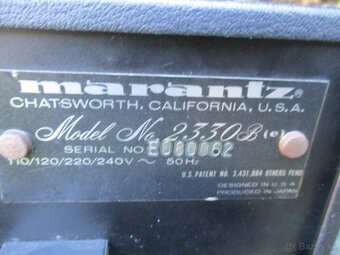 marantz®
CHATSWORTH, CALIFORNIA, U.S.A.
Model No. 2330B (e)
SERIAL NO. E080062
110/120/220/240V ~ 50Hz
U.S. PATENT NO. 3,431,884 OTHERS PEND.
DESIGNED IN U.S.A.
PRODUCED IN JAPAN